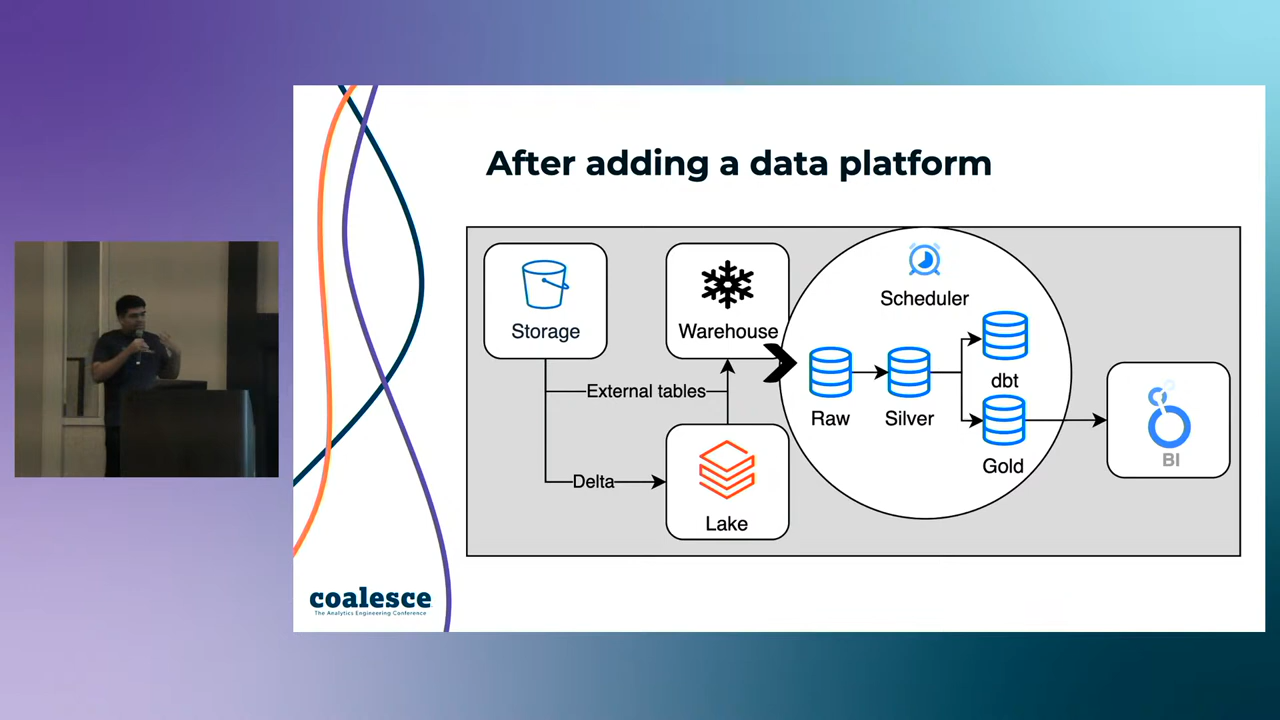 After adding a data platform
Storage
Warehouse
Scheduler
External tables
Delta
Lake
Raw
Silver
dbt
Gold
BI
coalesce
The Analytics Engineering Conference